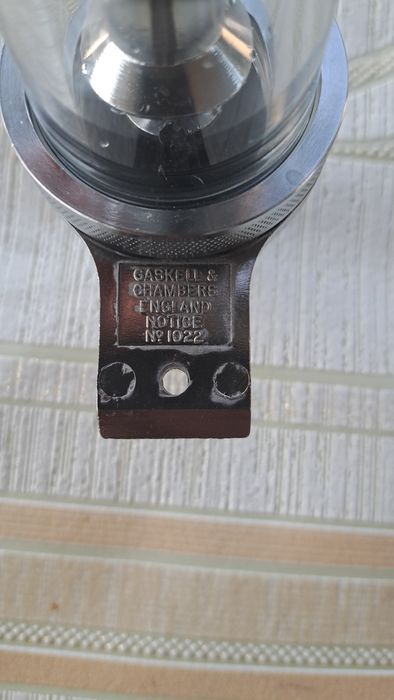 GASKELL &
CHAMBERS
ENGLAND
NOTICE
Nº 1022